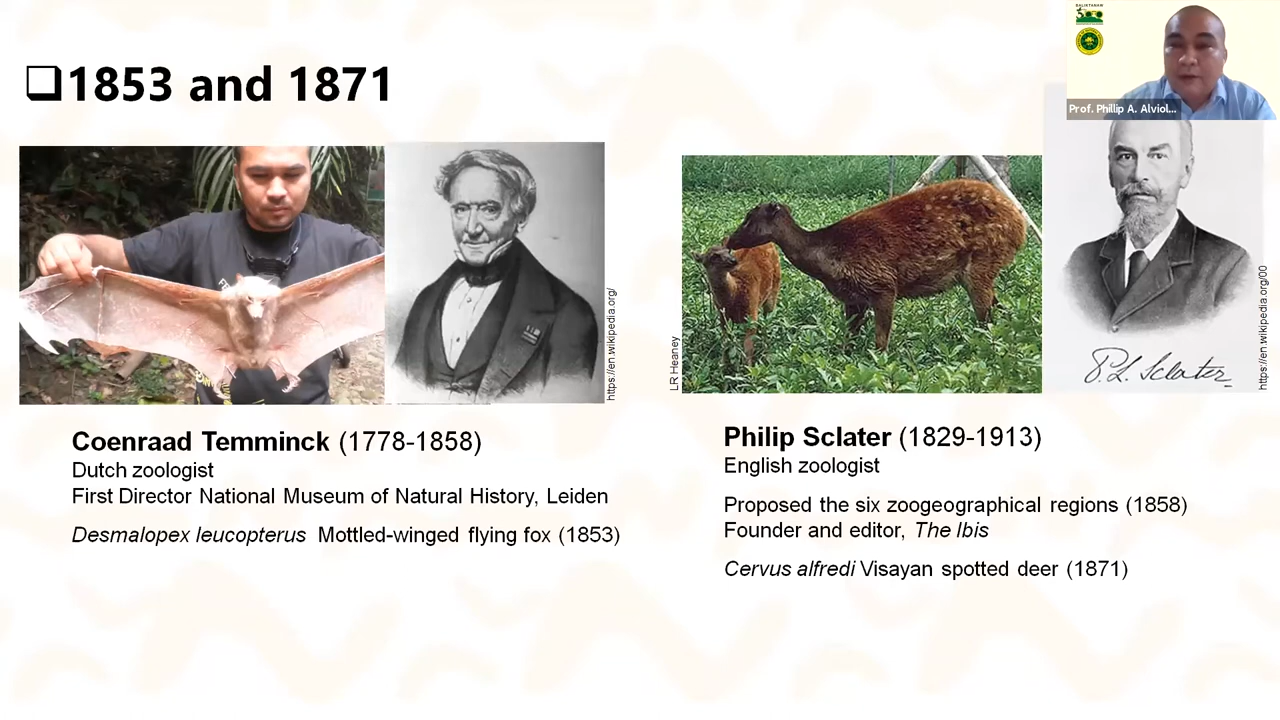 ❑1853 and 1871
BALIKTANAW
500
Prof. Phillip A. Alviol...
https://en.wikipedia.org/
LR Heaney
P. L. Sclater
https://en.wikipedia.org/00
Coenraad Temminck (1778-1858)
Dutch zoologist
First Director National Museum of Natural History, Leiden
Desmalopex leucopterus Mottled-winged flying fox (1853)
Philip Sclater (1829-1913)
English zoologist
Proposed the six zoogeographical regions (1858)
Founder and editor, The Ibis
Cervus alfredi Visayan spotted deer (1871)